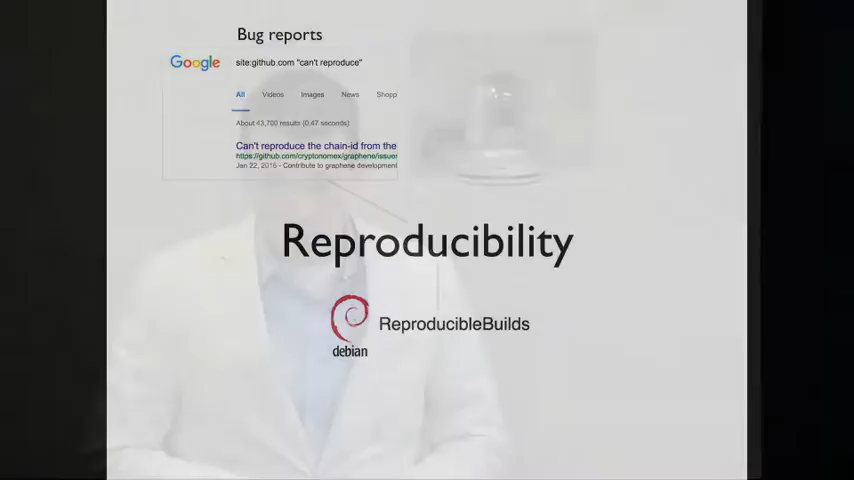 Bug reports
Google
site:github.com "can't reproduce"
All Videos Images News Shopp
About 43,700 results (0.47 seconds)
Can't reproduce the chain-id from the
https://github.com/cryptonomex/graphene/issues
Jan 22, 2016 - Contribute to graphene development
Reproducibility
debian
ReproducibleBuilds